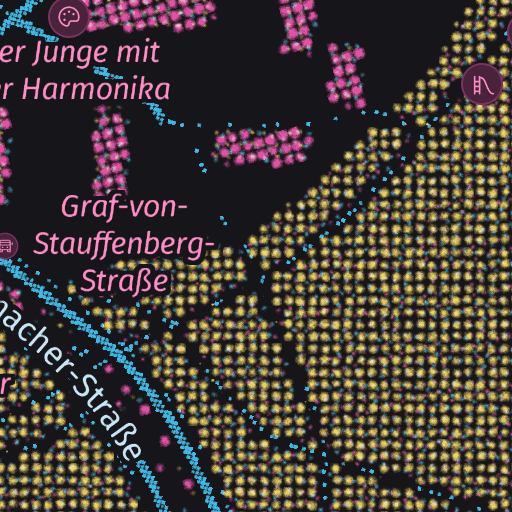 er Junge mit
er Harmonika
Graf-von-
Stauffenberg-
Straße
macher-Straße
r